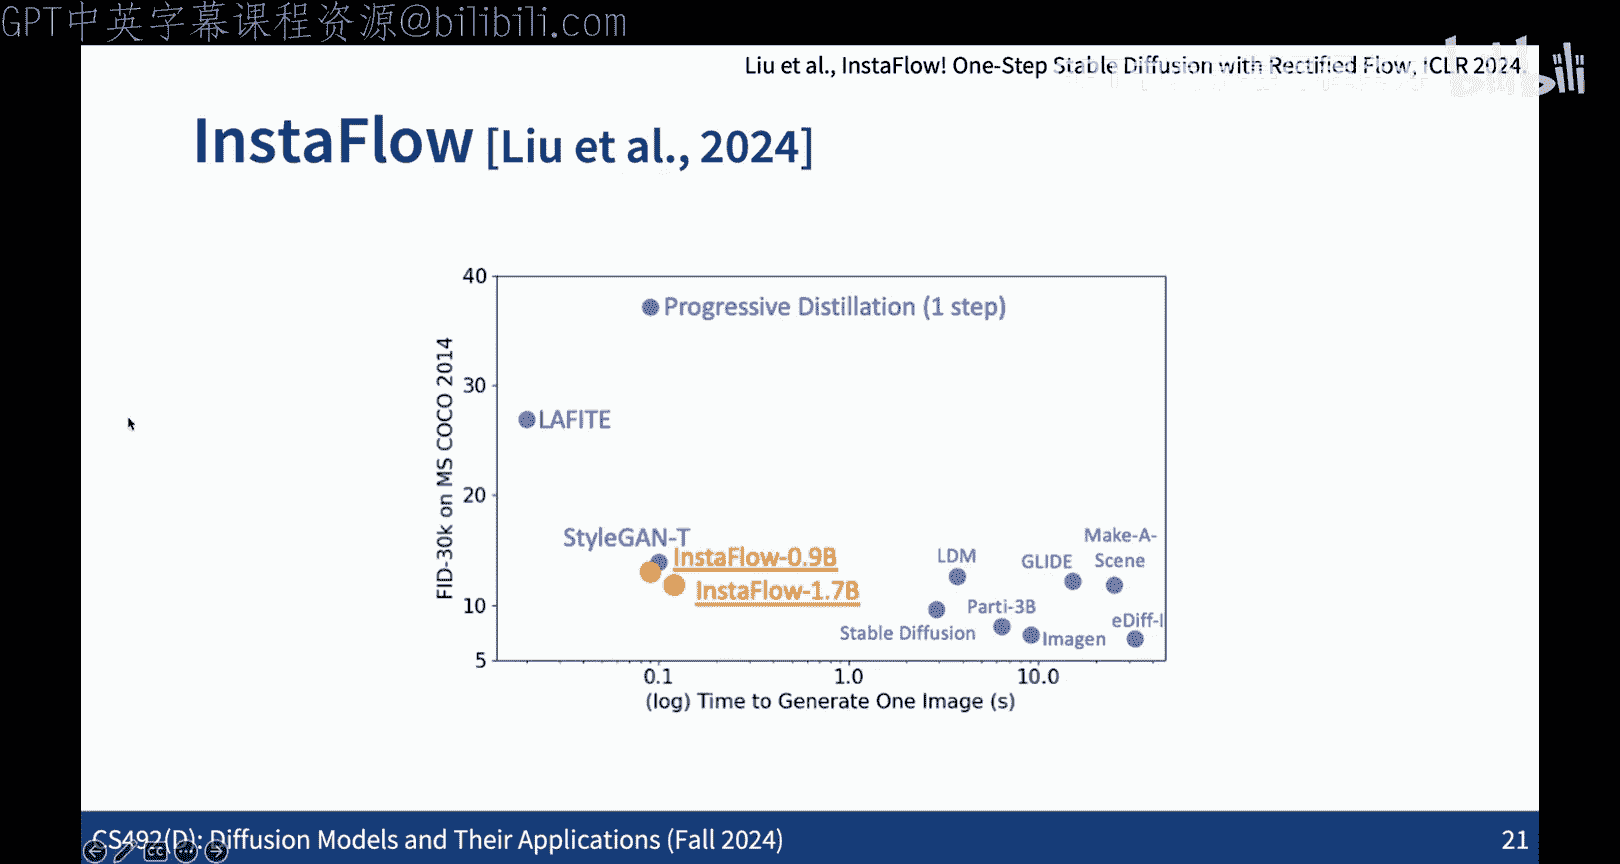 GPT中英字幕课程资源@bilibili.com
Liu et al., InstaFlow! One-Step Stable Diffusion with Rectified Flow, ICLR 2024.
bilibili
InstaFlow [Liu et al., 2024]
40
Progressive Distillation (1 step)
30
LAFITE
20
StyleGAN-T
InstaFlow-0.9B
InstaFlow-1.7B
LDM
GLIDE
Make-A-
Scene
10
Parti-3B
Stable Diffusion
Imagen
eDiff-I
5
0.1
1.0
10.0
FID-30k on MS COCO 2014
(log) Time to Generate One Image (s)
CS492(D): Diffusion Models and Their Applications (Fall 2024)
21